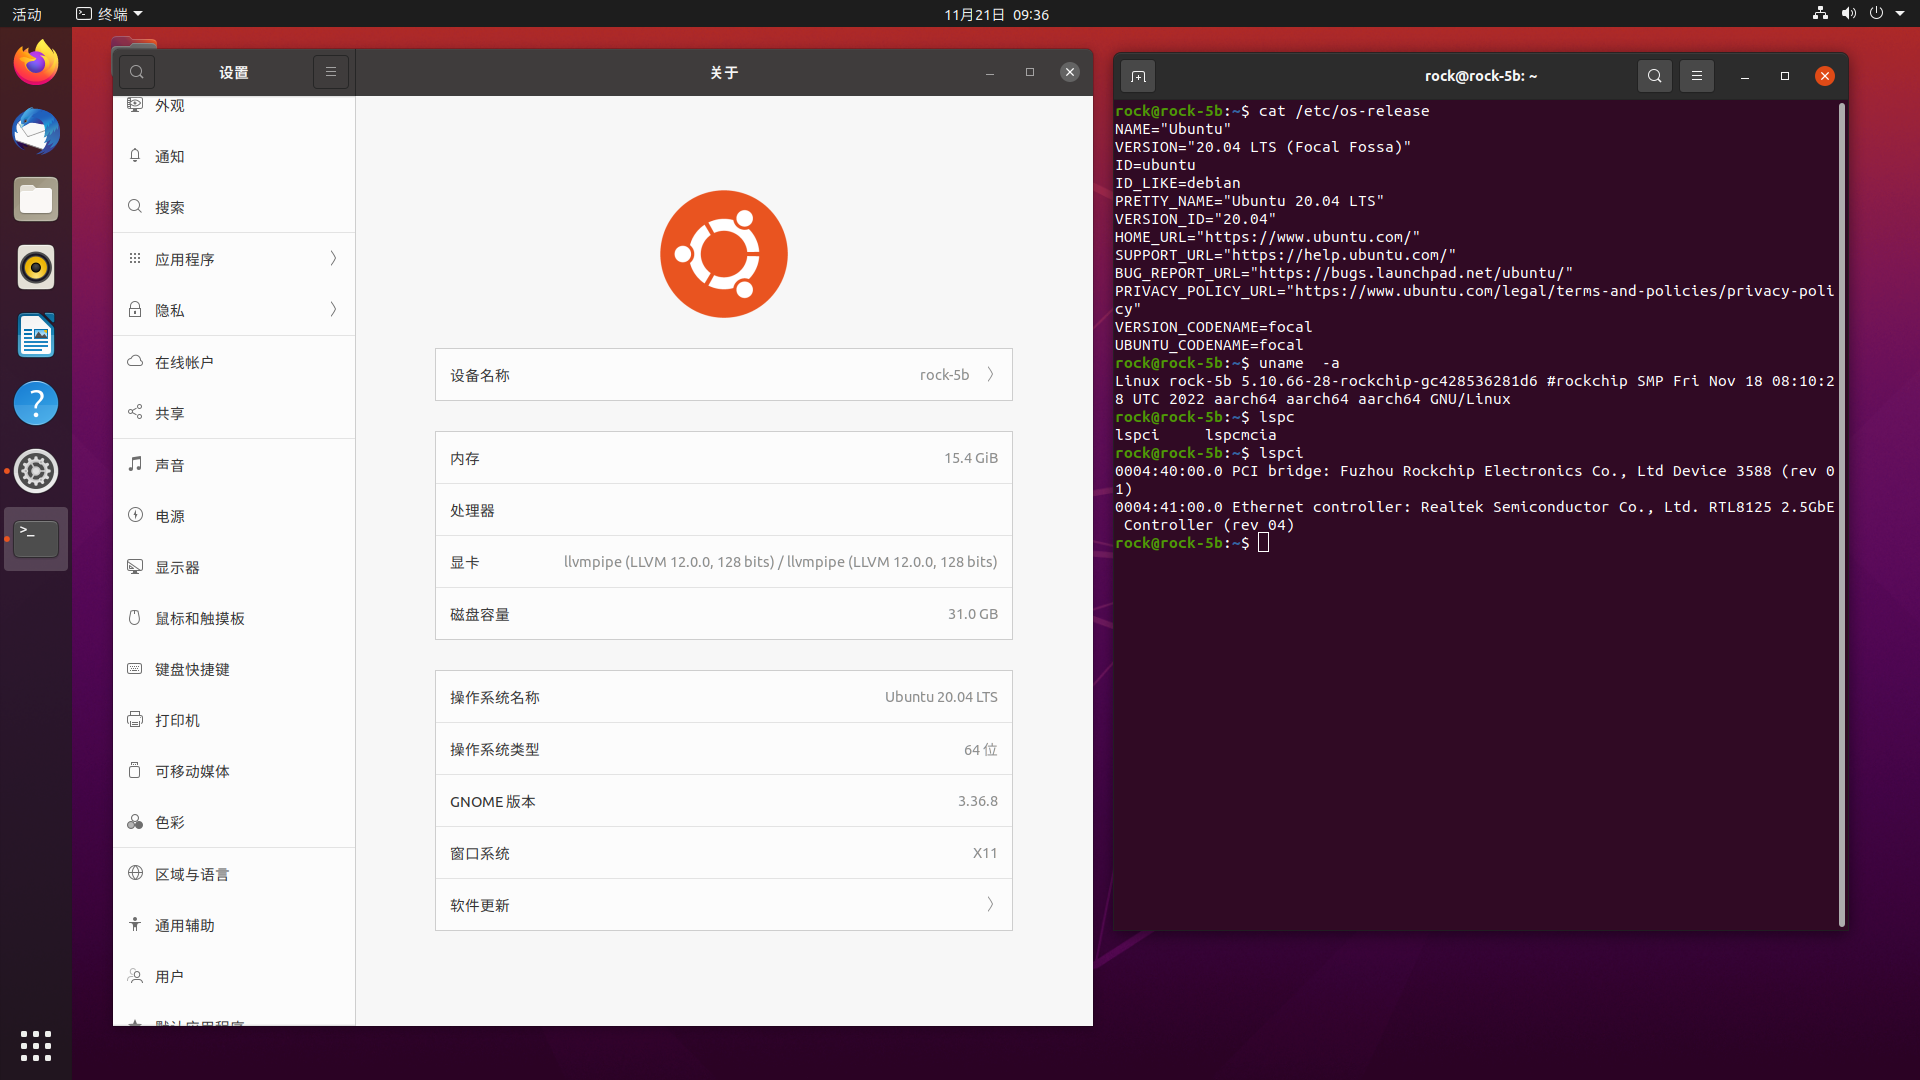 活动
终端
11月21日 09:36
设置
关于
外观
通知
搜索
应用程序
隐私
在线帐户
共享
声音
电源
显示器
鼠标和触摸板
键盘快捷键
打印机
可移动媒体
色彩
区域与语言
通用辅助
用户
默认应用程序
设备名称 rock-5b
内存 15.4 GiB
处理器
显卡 llvmpipe (LLVM 12.0.0, 128 bits) / llvmpipe (LLVM 12.0.0, 128 bits)
磁盘容量 31.0 GB
操作系统名称 Ubuntu 20.04 LTS
操作系统类型 64 位
GNOME 版本 3.36.8
窗口系统 X11
软件更新
rock@rock-5b: ~
rock@rock-5b:~$ cat /etc/os-release
NAME="Ubuntu"
VERSION="20.04 LTS (Focal Fossa)"
ID=ubuntu
ID_LIKE=debian
PRETTY_NAME="Ubuntu 20.04 LTS"
VERSION_ID="20.04"
HOME_URL="https://www.ubuntu.com/"
SUPPORT_URL="https://help.ubuntu.com/"
BUG_REPORT_URL="https://bugs.launchpad.net/ubuntu/"
PRIVACY_POLICY_URL="https://www.ubuntu.com/legal/terms-and-policies/privacy-poli
cy"
VERSION_CODENAME=focal
UBUNTU_CODENAME=focal
rock@rock-5b:~$ uname  -a
Linux rock-5b 5.10.66-28-rockchip-gc428536281d6 #rockchip SMP Fri Nov 18 08:10:2
8 UTC 2022 aarch64 aarch64 aarch64 GNU/Linux
rock@rock-5b:~$ lspc
lspci     lspcmcia
rock@rock-5b:~$ lspci
0004:40:00.0 PCI bridge: Fuzhou Rockchip Electronics Co., Ltd Device 3588 (rev 0
1)
0004:41:00.0 Ethernet controller: Realtek Semiconductor Co., Ltd. RTL8125 2.5GbE
 Controller (rev 04)
rock@rock-5b:~$